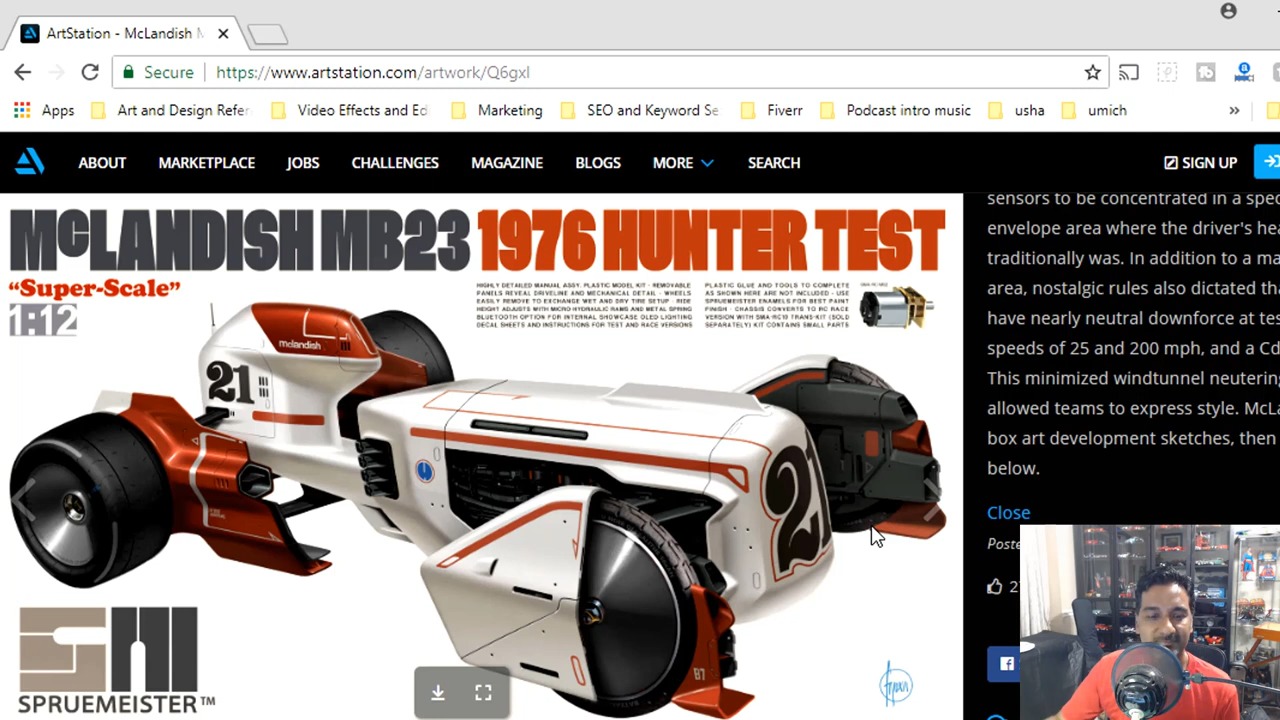 ArtStation - McLandish M
Secure https://www.artstation.com/artwork/Q6gxl
Apps Art and Design Refer Video Effects and Ed Marketing SEO and Keyword Se Fiverr Podcast intro music usha umich »
ABOUT MARKETPLACE JOBS CHALLENGES MAGAZINE BLOGS MORE SEARCH SIGN UP
McLANDISH MB23 1976 HUNTER TEST
"Super-Scale"
1:12
HIGHLY DETAILED MANUAL ASSY. PLASTIC MODEL KIT - REMOVABLE
PANELS REVEAL DRIVELINE AND MECHANICAL DETAIL - WHEELS
EASILY REMOVE TO EXCHANGE WET AND DRY TIRE SETUP - RIDE
HEIGHT ADJUSTS WITH MICRO HYDRAULIC RAMS AND METAL SPRING
BLUETOOTH OPTION FOR INTERNAL SHOWCASE OLED LIGHTING
DECAL SHEETS AND INSTRUCTIONS FOR TEST AND RACE VERSIONS
PLASTIC GLUE AND TOOLS TO COMPLETE
AS SHOWN HERE ARE NOT INCLUDED - USE
SPRUEMEISTER ENAMELS FOR BEST PAINT
FINISH - CHASSIS CONVERTS TO RC RACE
VERSION WITH SMA RC10 TRANS-KIT (SOLD
SEPARATELY) KIT CONTAINS SMALL PARTS
mclandish
21
21
B7
SM
SPRUEMEISTER™
sensors to be concentrated in a spec
envelope area where the driver's hea
traditionally was. In addition to a ma
area, nostalgic rules also dictated tha
have nearly neutral downforce at tes
speeds of 25 and 200 mph, and a Cd
This minimized windtunnel neutering
allowed teams to express style. McLa
box art development sketches, then
below.
Close
Poste